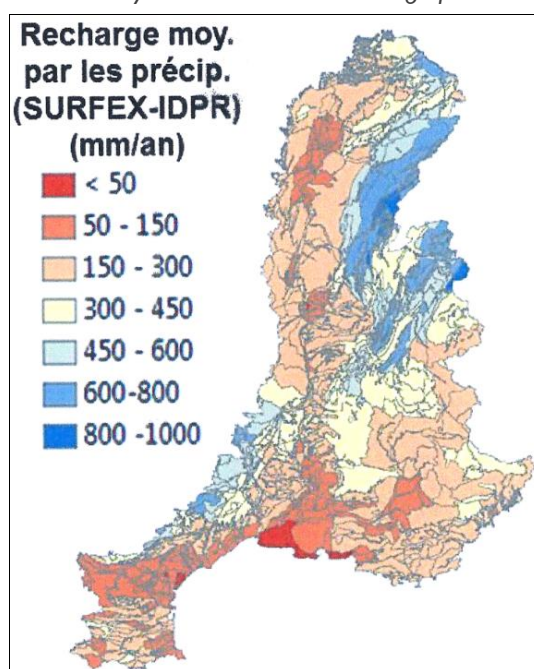 Recharge moy.
par les précip.
(SURFEX-IDPR)
(mm/an)
< 50
50 - 150
150 - 300
300 - 450
450 - 600
600-800
800 -1000